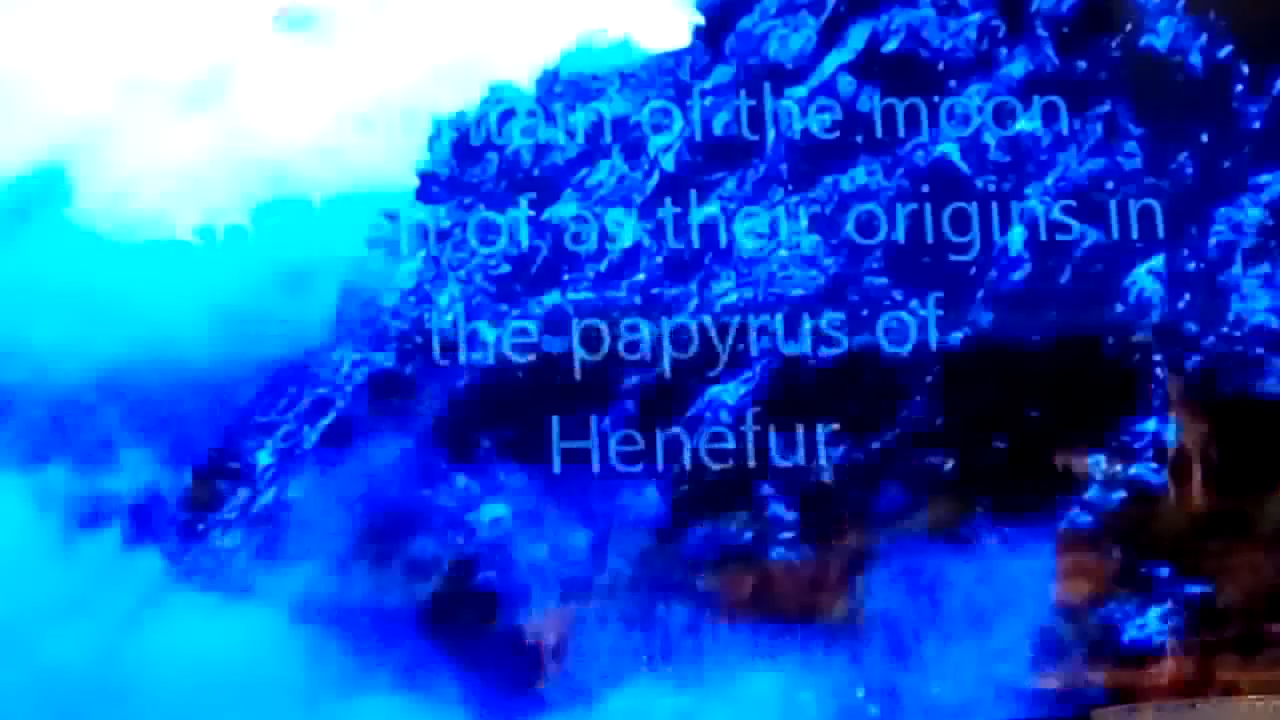 of the moon
of as their origins in
the papyrus of
Henefur